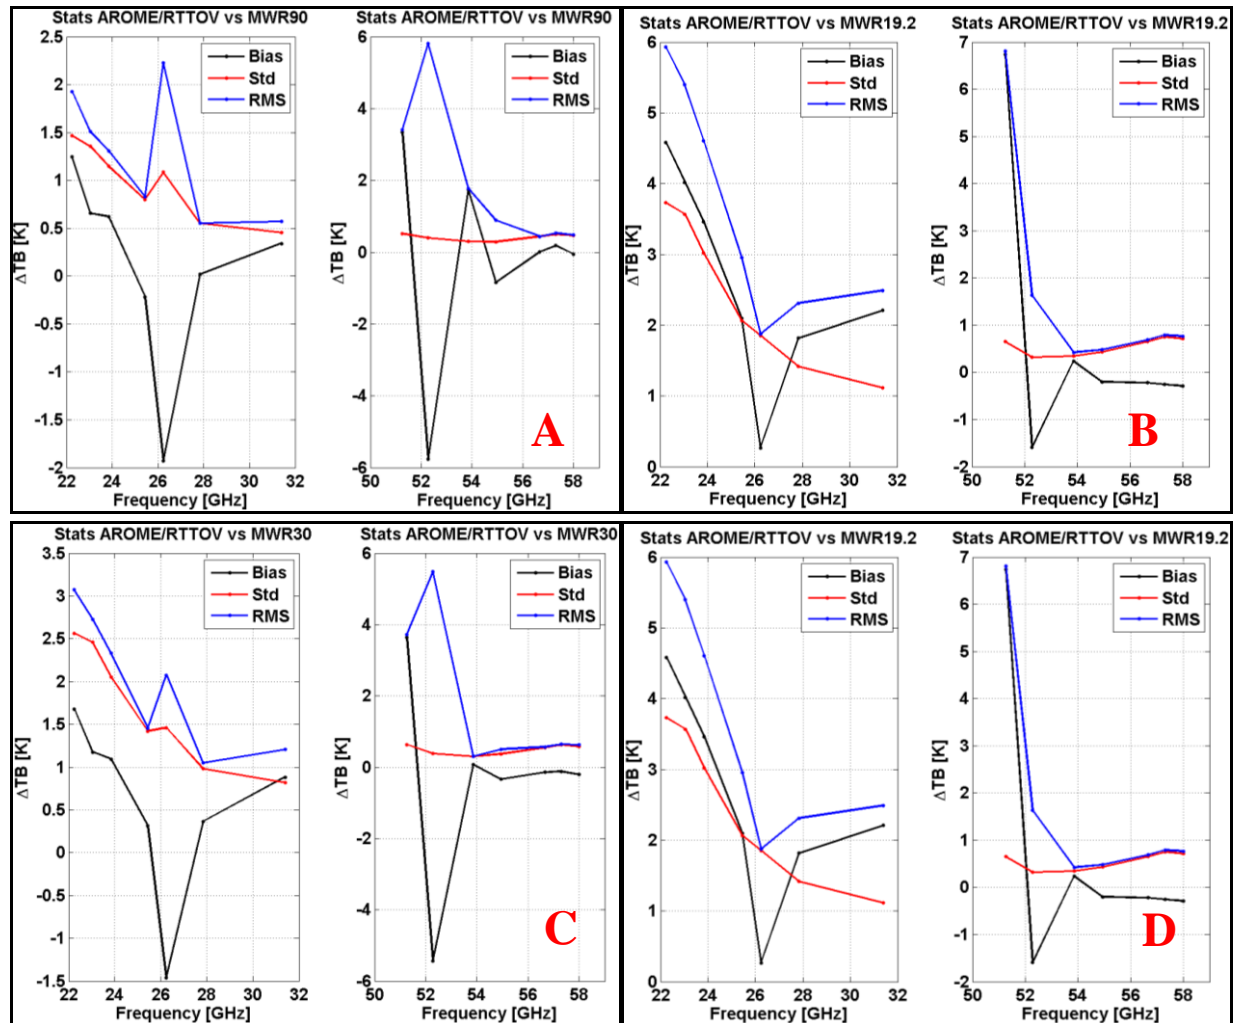 Stats AROME/RTTOV vs MWR90
2.5
2
1.5
1
0.5
0
-0.5
-1
-1.5
-2
22 24 26 28 30 32
Frequency [GHz]
ΔTB [K]
Bias
Std
RMS
Stats AROME/RTTOV vs MWR90
6
4
2
0
-2
-4
-6
50 52 54 56 58
Frequency [GHz]
ΔTB [K]
Bias
Std
RMS
A
Stats AROME/RTTOV vs MWR19.2
6
5
4
3
2
1
0
22 24 26 28 30 32
Frequency [GHz]
ΔTB [K]
Bias
Std
RMS
Stats AROME/RTTOV vs MWR19.2
7
6
5
4
3
2
1
0
-1
-2
50 52 54 56 58
Frequency [GHz]
ΔTB [K]
Bias
Std
RMS
B
Stats AROME/RTTOV vs MWR30
3.5
3
2.5
2
1.5
1
0.5
0
-0.5
-1
-1.5
22 24 26 28 30 32
Frequency [GHz]
ΔTB [K]
Bias
Std
RMS
Stats AROME/RTTOV vs MWR30
6
4
2
0
-2
-4
-6
50 52 54 56 58
Frequency [GHz]
ΔTB [K]
Bias
Std
RMS
C
Stats AROME/RTTOV vs MWR19.2
6
5
4
3
2
1
0
22 24 26 28 30 32
Frequency [GHz]
ΔTB [K]
Bias
Std
RMS
Stats AROME/RTTOV vs MWR19.2
7
6
5
4
3
2
1
0
-1
-2
50 52 54 56 58
Frequency [GHz]
ΔTB [K]
Bias
Std
RMS
D